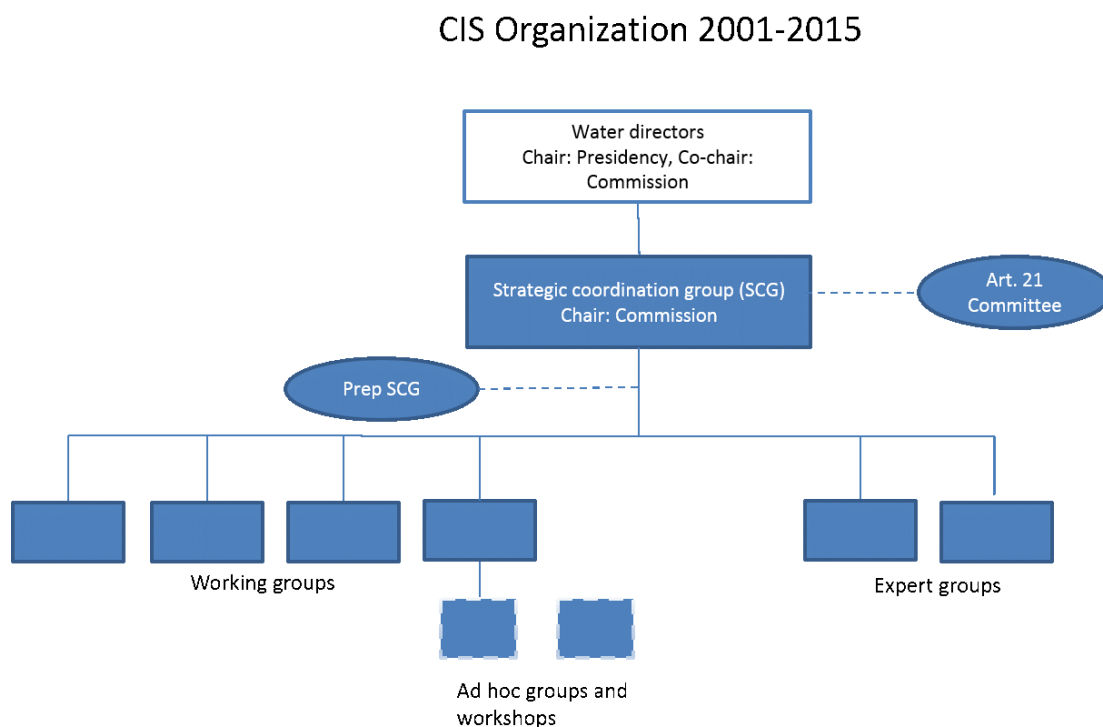 CIS Organization 2001-2015
Water directors
Chair: Presidency, Co-chair:
Commission
Strategic coordination group (SCG)
Chair: Commission
Art. 21
Committee
Prep SCG
Working groups
Expert groups
Ad hoc groups and
workshops